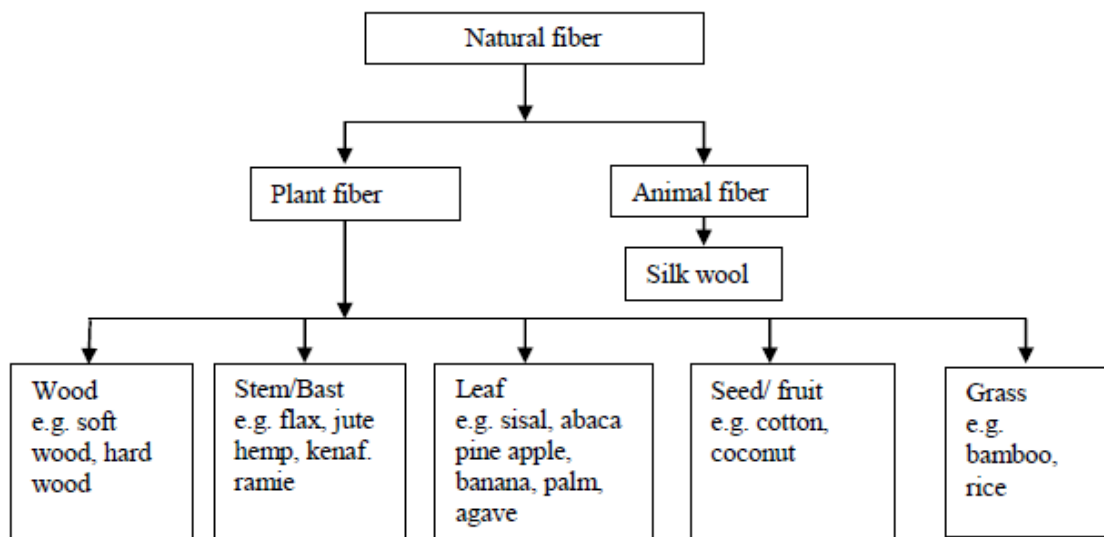 Natural fiber
Plant fiber
Animal fiber
Silk wool
Wood
e.g. soft
wood, hard
wood
Stem/Bast
e.g. flax, jute
hemp, kenaf.
ramie
Leaf
e.g. sisal, abaca
pine apple,
banana, palm,
agave
Seed/ fruit
e.g. cotton,
coconut
Grass
e.g.
bamboo,
rice